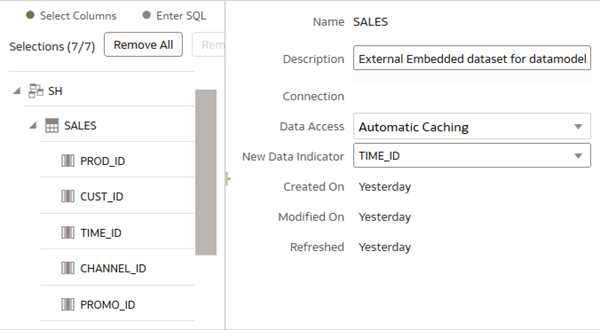 Select Columns Enter SQL
Selections (7/7) Remove All Rem
SH
SALES
PROD_ID
CUST_ID
TIME_ID
CHANNEL_ID
PROMO_ID
Name SALES
Description External Embedded dataset for datamodel
Connection
Data Access Automatic Caching
New Data Indicator TIME_ID
Created On Yesterday
Modified On Yesterday
Refreshed Yesterday